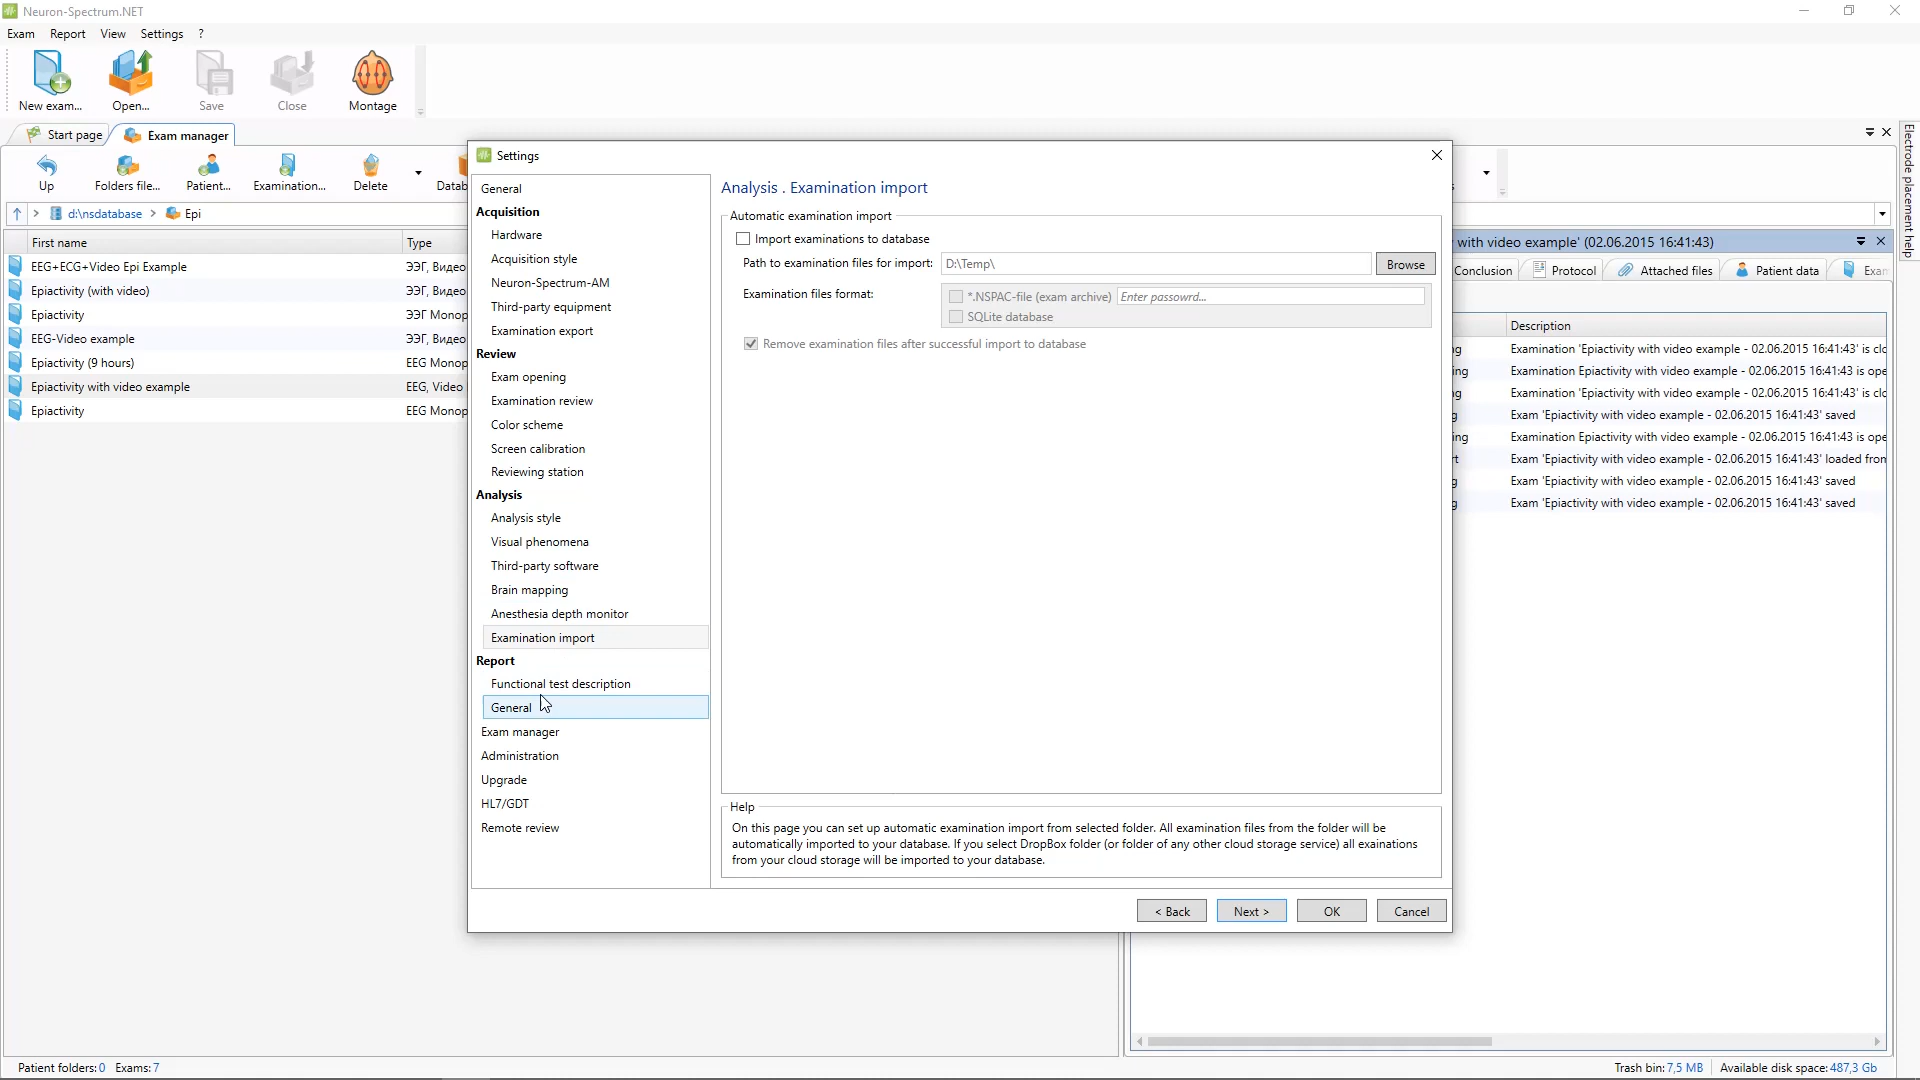 Neuron-Spectrum.NET
Exam Report View Settings ?
New exam... Open... Save Close Montage
Start page Exam manager
Up Folders file... Patient... Examination... Delete Datab
d:\nsdatabase > Epi
First name Type
EEG+ECG+Video Epi Example ЭЭГ, Видео
Epiactivity (with video) ЭЭГ, Видео
Epiactivity ЭЭГ Моноp
EEG-Video example ЭЭГ, Видео
Epiactivity (9 hours) EEG Monop
Epiactivity with video example EEG, Video
Epiactivity EEG Monop
Patient folders: 0 Exams: 7
Settings
General
Acquisition
Hardware
Acquisition style
Neuron-Spectrum-AM
Third-party equipment
Examination export
Review
Exam opening
Examination review
Color scheme
Screen calibration
Reviewing station
Analysis
Analysis style
Visual phenomena
Third-party software
Brain mapping
Anesthesia depth monitor
Examination import
Report
Functional test description
General
Exam manager
Administration
Upgrade
HL7/GDT
Remote review
Analysis . Examination import
Automatic examination import
Import examinations to database
Path to examination files for import: D:\Temp\ Browse
Examination files format: *.NSPAC-file (exam archive) Enter passowrd...
SQLite database
Remove examination files after successful import to database
Help
On this page you can set up automatic examination import from selected folder. All examination files from the folder will be
automatically imported to your database. If you select DropBox folder (or folder of any other cloud storage service) all exainations
from your cloud storage will be imported to your database.
< Back Next > OK Cancel
with video example' (02.06.2015 16:41:43)
Conclusion Protocol Attached files Patient data Exam
Description
ng Examination 'Epiactivity with video example - 02.06.2015 16:41:43' is clo
ing Examination Epiactivity with video example - 02.06.2015 16:41:43 is ope
ng Examination 'Epiactivity with video example - 02.06.2015 16:41:43' is clo
g Exam 'Epiactivity with video example - 02.06.2015 16:41:43' saved
ing Examination Epiactivity with video example - 02.06.2015 16:41:43 is ope
rt Exam 'Epiactivity with video example - 02.06.2015 16:41:43' loaded from
g Exam 'Epiactivity with video example - 02.06.2015 16:41:43' saved
g Exam 'Epiactivity with video example - 02.06.2015 16:41:43' saved
Electrode placement help
Trash bin: 7,5 MB Available disk space: 487,3 Gb